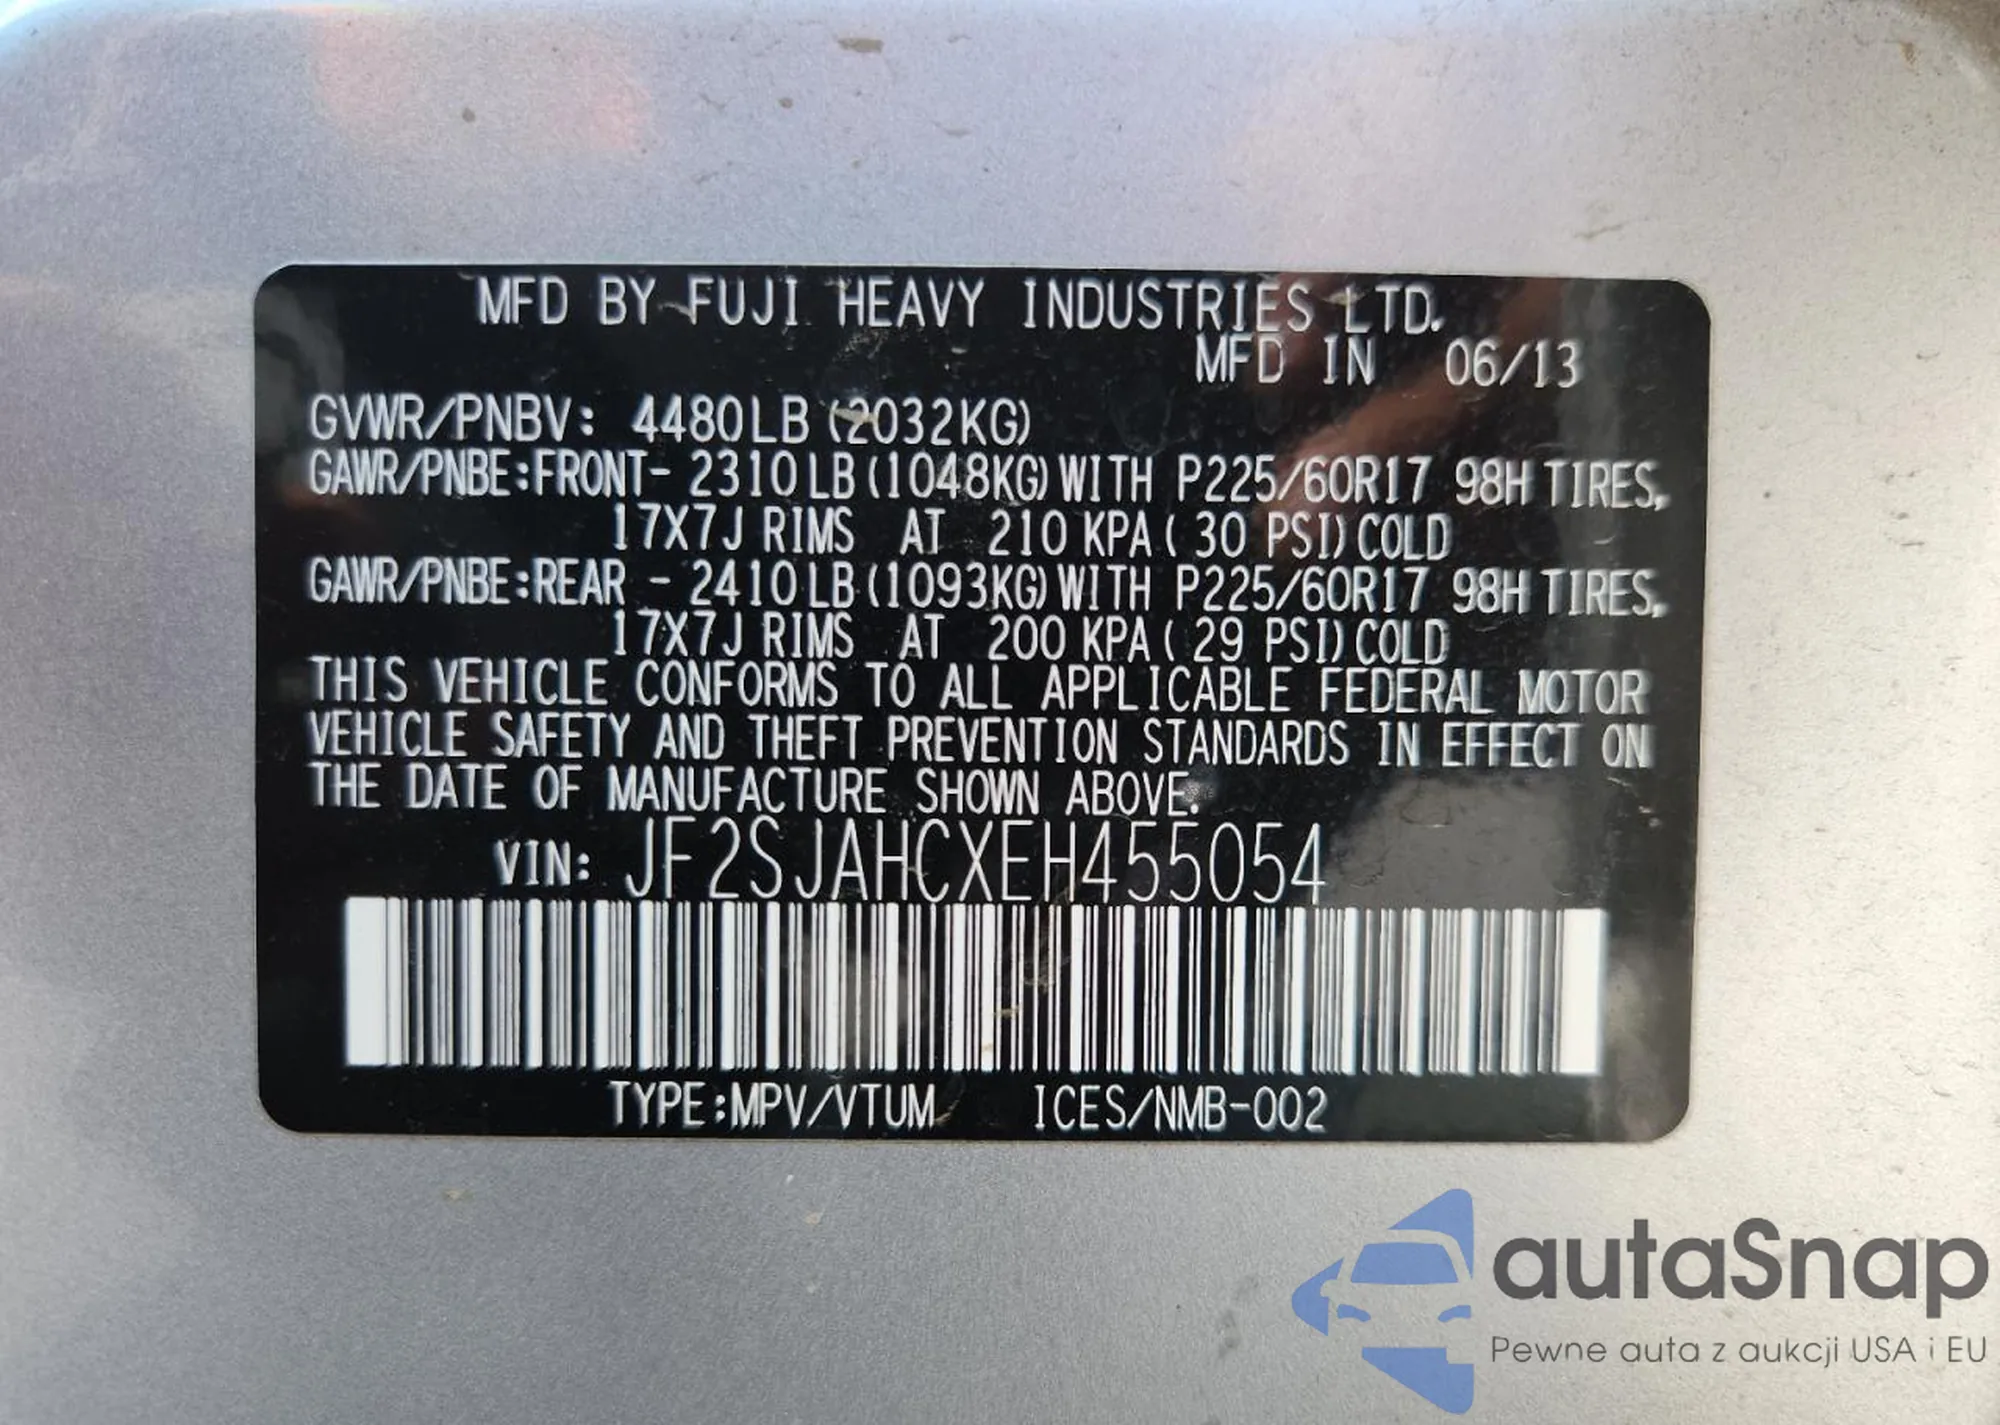 MFD BY FUJI HEAVY INDUSTRIES LTD.
MFD IN 06/13
GVWR/PNBV: 4480LB (2032KG)
GAWR/PNBE:FRONT- 2310LB (1048KG) WITH P225/60R17 98H TIRES,
17X7J RIMS AT 210 KPA ( 30 PSI) COLD
GAWR/PNBE:REAR - 2410LB (1093KG) WITH P225/60R17 98H TIRES,
17X7J RIMS AT 200 KPA ( 29 PSI) COLD
THIS VEHICLE CONFORMS TO ALL APPLICABLE FEDERAL MOTOR
VEHICLE SAFETY AND THEFT PREVENTION STANDARDS IN EFFECT ON
THE DATE OF MANUFACTURE SHOWN ABOVE.
VIN: JF2SJAHCXEH455054
TYPE:MPV/VTUM ICES/NMB-002
autaSnap
Pewne auta z aukcji USA i EU